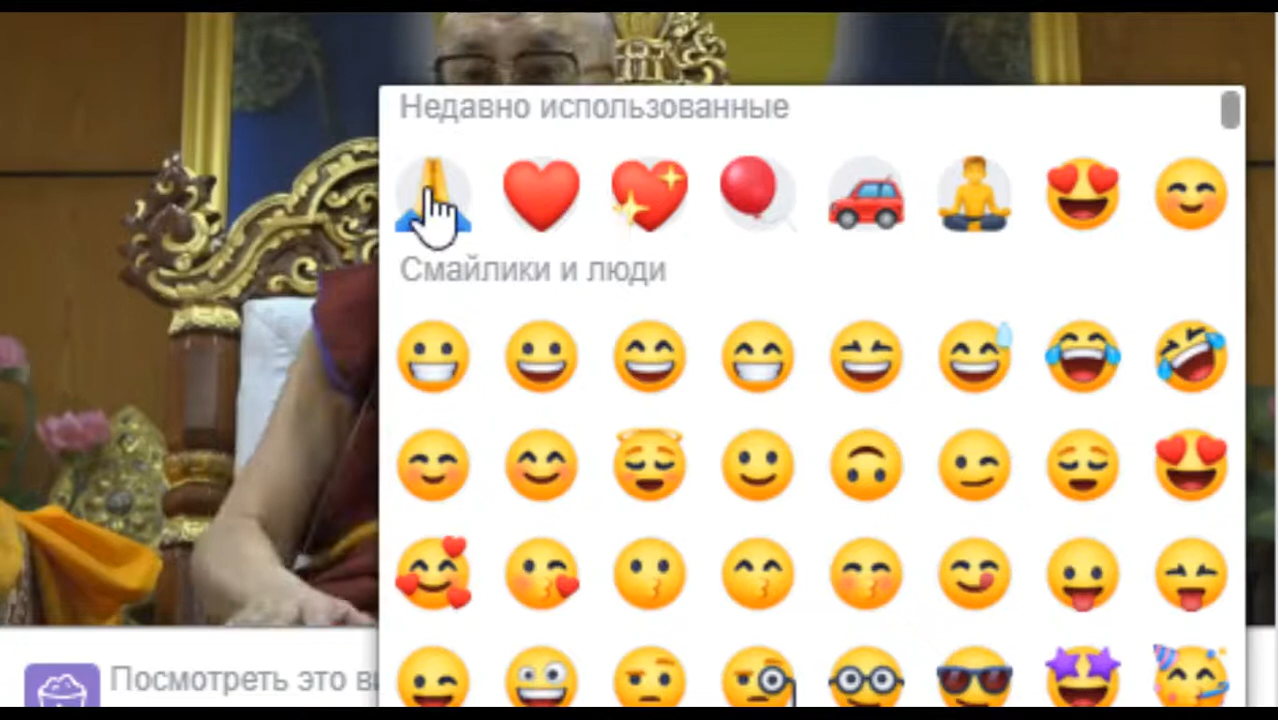 Недавно использованные
Смайлики и люди
Посмотреть это